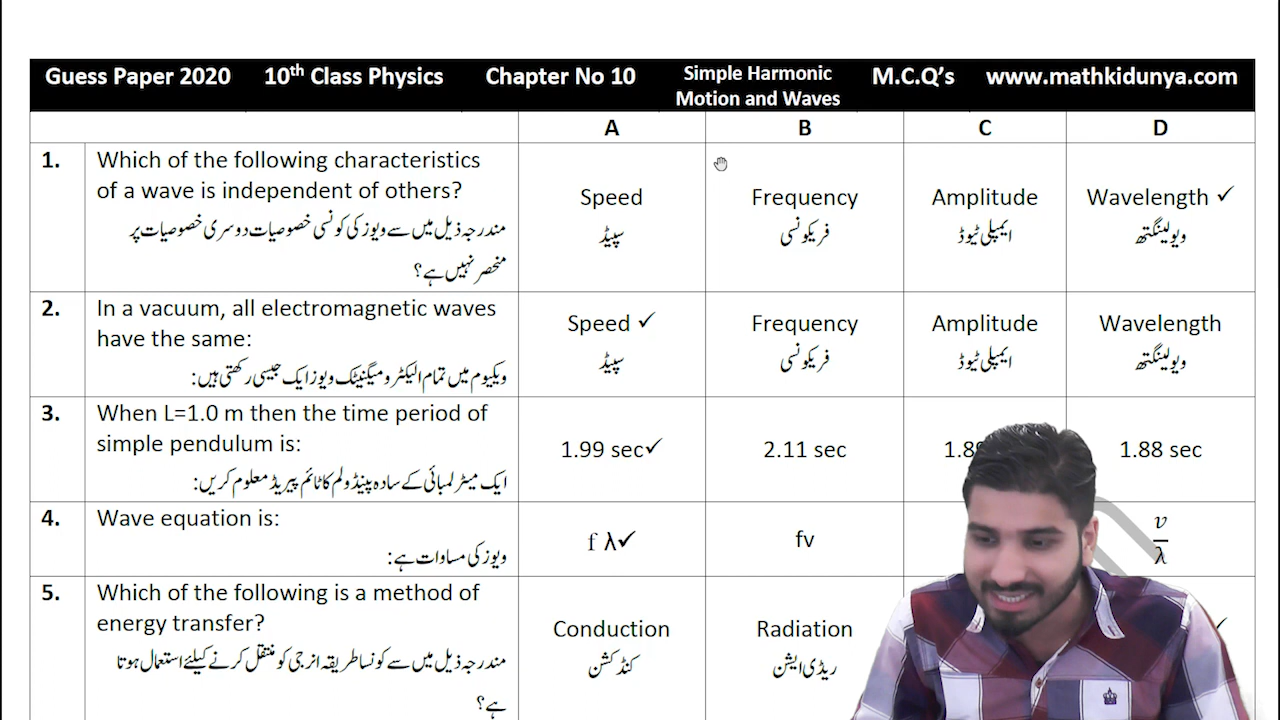 Guess Paper 2020 10th Class Physics Chapter No 10 Simple Harmonic Motion and Waves M.C.Q’s www.mathkidunya.com
A B C D
1. Which of the following characteristics
of a wave is independent of others?
مندرجہ ذیل میں سے ویوز کی کونسی خصوصیات دوسری خصوصیات پر
منحصر نہیں ہے؟
Speed Frequency Amplitude Wavelength ✓
سپیڈ فریکونسی ایمپلی ٹیوڈ ویولینگتھ
2. In a vacuum, all electromagnetic waves
have the same:
ویکیوم میں تمام الیکٹرومیگنیٹک ویوز ایک جیسی رکھتی ہیں:
Speed ✓ Frequency Amplitude Wavelength
سپیڈ فریکونسی ایمپلی ٹیوڈ ویولینگتھ
3. When L=1.0 m then the time period of
simple pendulum is:
ایک میٹر لمبائی کے سادہ پینڈولم کا ٹائم پیریڈ معلوم کریں:
1.99 sec✓ 2.11 sec 1.88 sec
4. Wave equation is:
ویوز کی مساوات ہے:
f λ✓ fv v/λ
5. Which of the following is a method of
energy transfer?
مندرجہ ذیل میں سے کونسا طریقہ انرجی کو منتقل کرنے کیلئے استعمال ہوتا
ہے؟
Conduction Radiation
کنڈکشن ریڈی ایشن